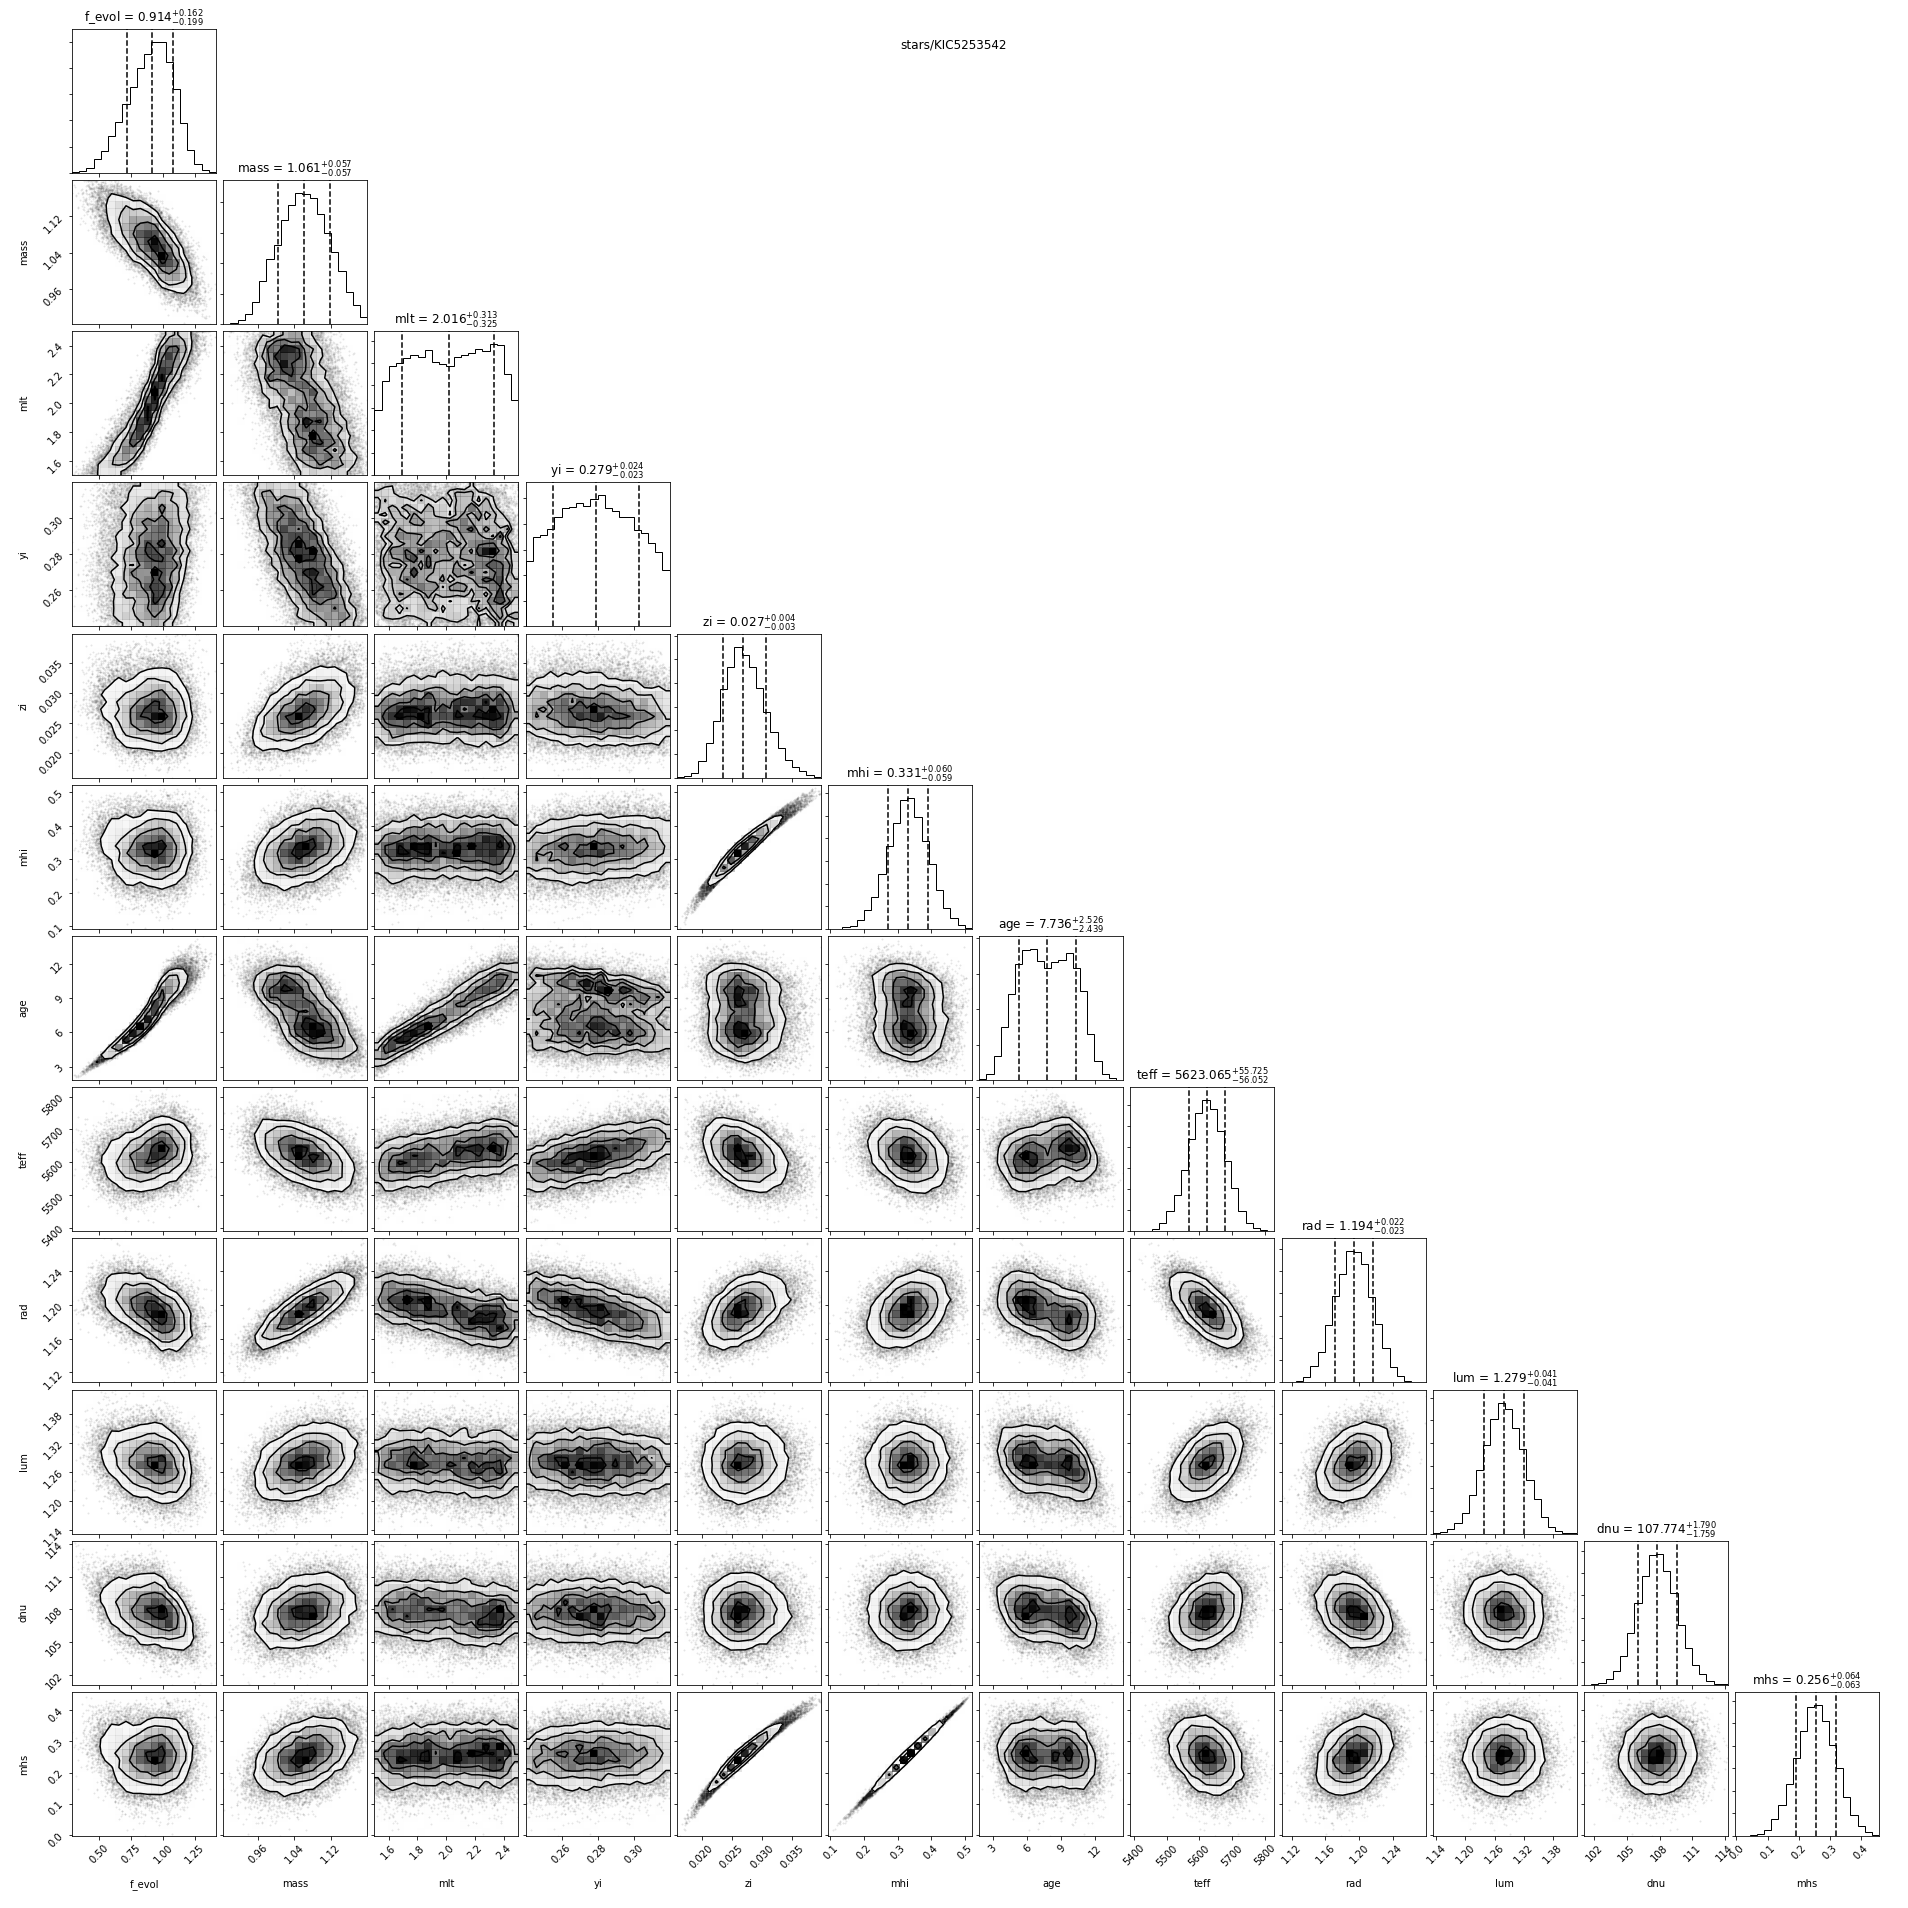 f_evol = 0.914+0.162−0.199
stars/KIC5253542
mass = 1.061+0.057−0.057
mass
1.12
1.04
0.96
mlt = 2.016+0.313−0.325
mlt
2.4
2.2
2.0
1.8
1.6
yi = 0.279+0.024−0.023
yi
0.30
0.28
0.26
zi = 0.027+0.004−0.003
zi
0.035
0.030
0.025
0.020
mhi = 0.331+0.060−0.059
mhi
0.5
0.4
0.3
0.2
0.1
age = 7.736+2.526−2.439
age
12
9
6
3
teff = 5623.065+55.725−56.052
teff
5800
5700
5600
5500
5400
rad = 1.194+0.022−0.023
rad
1.24
1.20
1.16
1.12
lum = 1.279+0.041−0.041
lum
1.38
1.32
1.26
1.20
1.14
dnu = 107.774+1.790−1.759
dnu
114
111
108
105
102
mhs = 0.256+0.064−0.063
mhs
0.4
0.3
0.2
0.1
0.0
0.50 0.75 1.00 1.25 0.96 1.04 1.12 1.6 1.8 2.0 2.2 2.4 0.26 0.28 0.30 0.020 0.025 0.030 0.035 0.1 0.2 0.3 0.4 0.5 3 6 9 12 5400 5500 5600 5700 5800 1.12 1.16 1.20 1.24 1.14 1.20 1.26 1.32 1.38 102 105 108 111 114 0.0 0.1 0.2 0.3 0.4
f_evol mass mlt yi zi mhi age teff rad lum dnu mhs